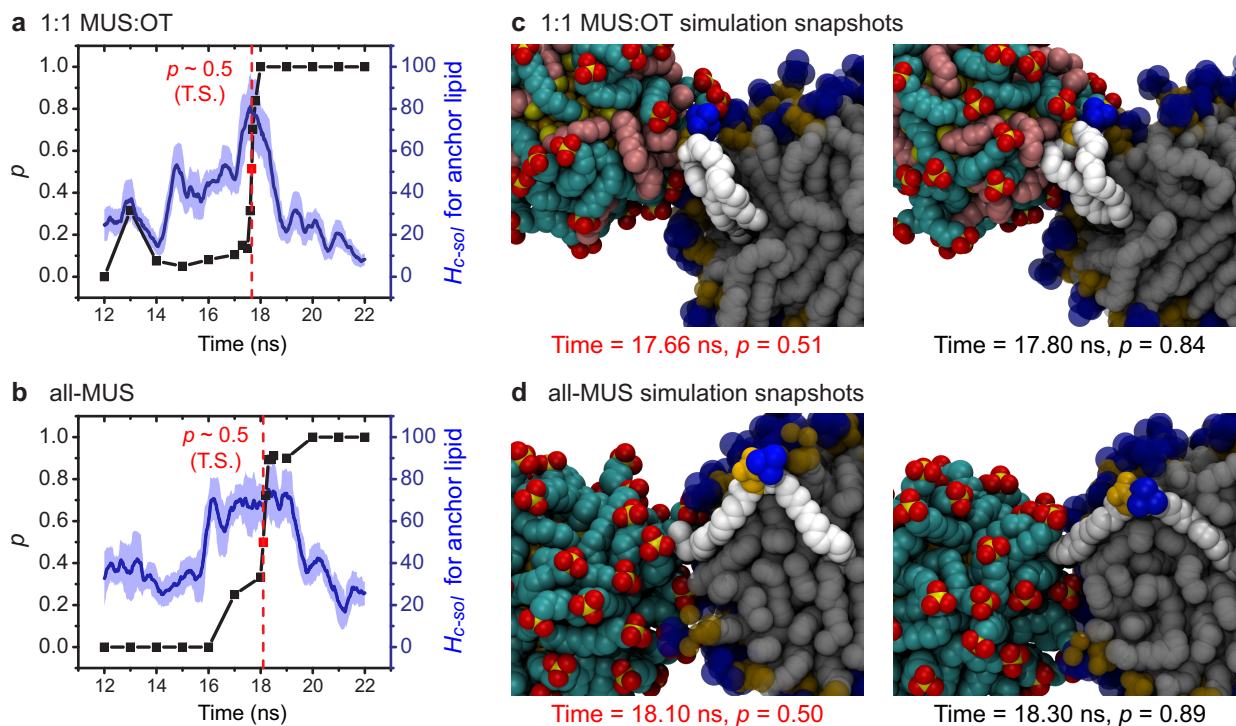 a 1:1 MUS:OT
p ~ 0.5
(T.S.)
1.0
0.8
0.6
0.4
0.2
0.0
p
100
80
60
40
20
0
Hc-sol for anchor lipid
12 14 16 18 20 22
Time (ns)
b all-MUS
p ~ 0.5
(T.S.)
1.0
0.8
0.6
0.4
0.2
0.0
p
100
80
60
40
20
0
Hc-sol for anchor lipid
12 14 16 18 20 22
Time (ns)
c 1:1 MUS:OT simulation snapshots
Time = 17.66 ns, p = 0.51
Time = 17.80 ns, p = 0.84
d all-MUS simulation snapshots
Time = 18.10 ns, p = 0.50
Time = 18.30 ns, p = 0.89